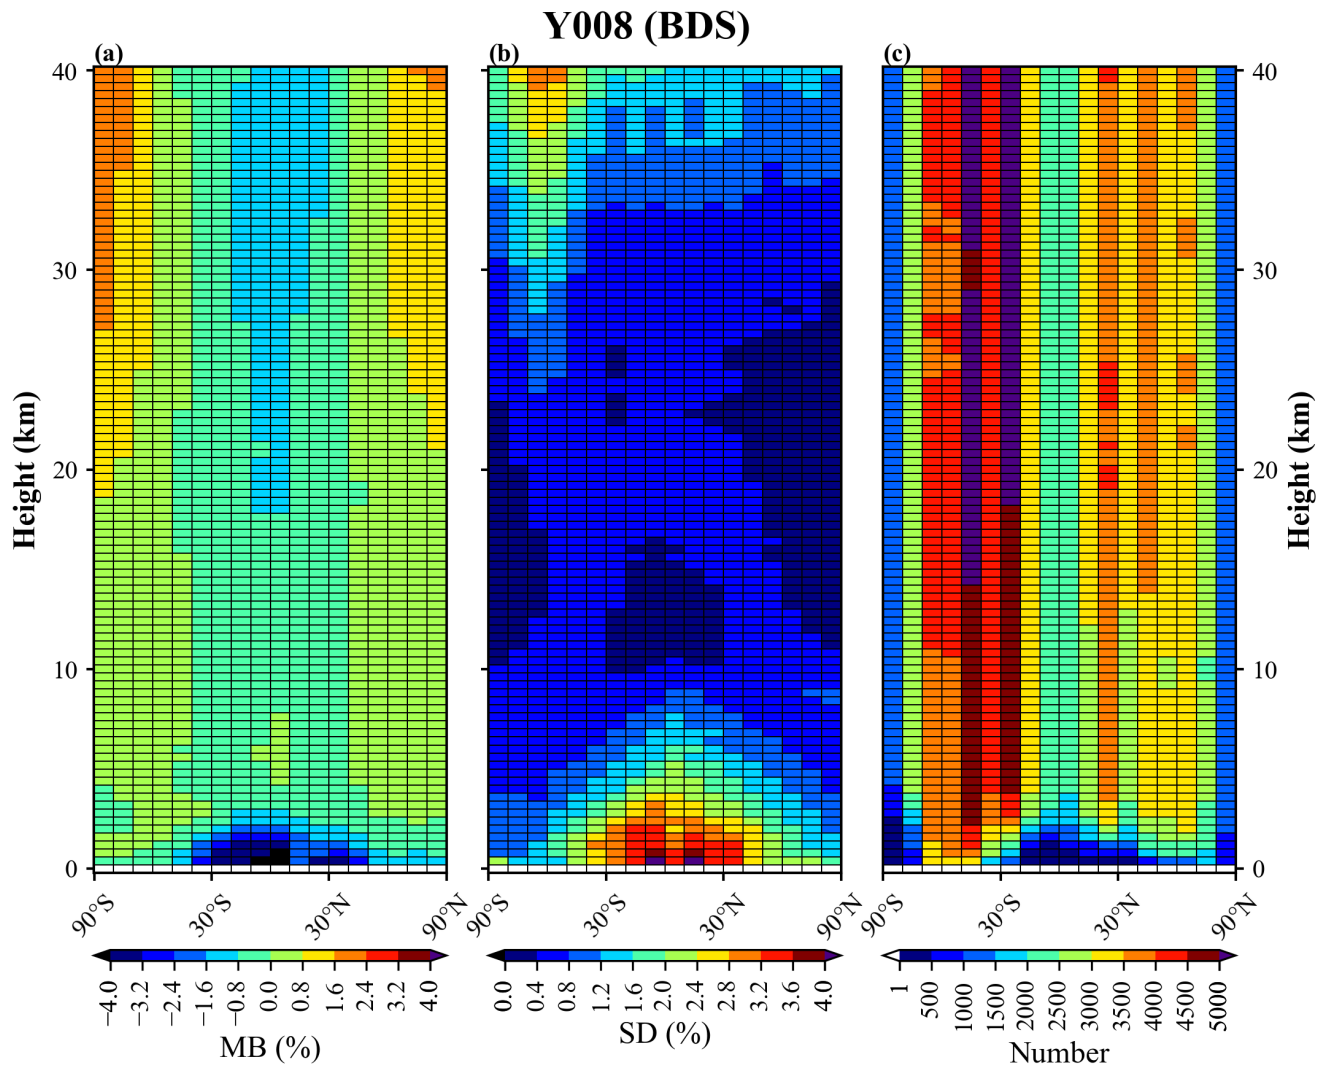 Y008 (BDS)
(a) (b) (c)
40 40
30 30
20 20
10 10
0 0
Height (km) Height (km)
90°S 30°S 30°N 90°N 90°S 30°S 30°N 90°N 90°S 30°S 30°N 90°N
−4.0 −3.2 −2.4 −1.6 −0.8 0.0 0.8 1.6 2.4 3.2 4.0
MB (%)
0.0 0.4 0.8 1.2 1.6 2.0 2.4 2.8 3.2 3.6 4.0
SD (%)
1 500 1000 1500 2000 2500 3000 3500 4000 4500 5000
Number